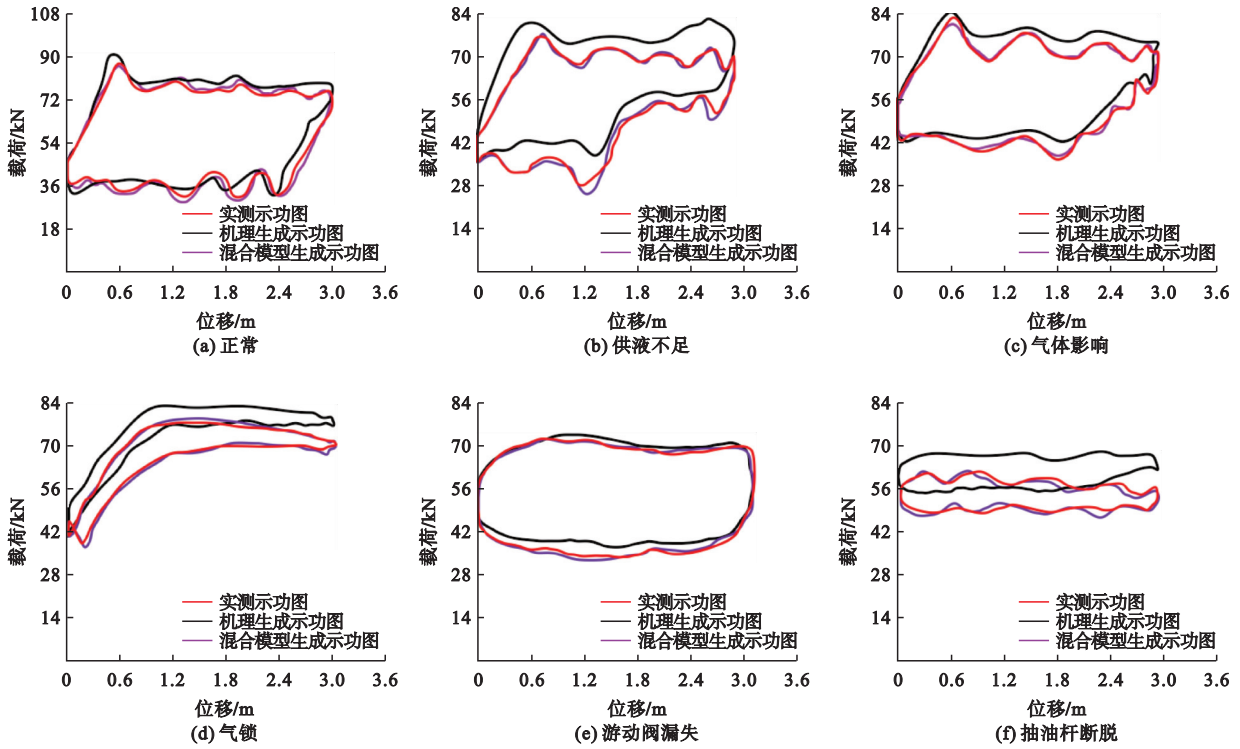 载荷/kN
108
90
72
54
36
18
实测示功图
机理生成示功图
混合模型生成示功图
0 0.6 1.2 1.8 2.4 3.0 3.6
位移/m
(a) 正常
载荷/kN
84
70
56
42
28
14
实测示功图
机理生成示功图
混合模型生成示功图
0 0.6 1.2 1.8 2.4 3.0 3.6
位移/m
(b) 供液不足
载荷/kN
84
70
56
42
28
14
实测示功图
机理生成示功图
混合模型生成示功图
0 0.6 1.2 1.8 2.4 3.0 3.6
位移/m
(c) 气体影响
载荷/kN
84
70
56
42
28
14
实测示功图
机理生成示功图
混合模型生成示功图
0 0.6 1.2 1.8 2.4 3.0 3.6
位移/m
(d) 气锁
载荷/kN
84
70
56
42
28
14
实测示功图
机理生成示功图
混合模型生成示功图
0 0.6 1.2 1.8 2.4 3.0 3.6
位移/m
(e) 游动阀漏失
载荷/kN
84
70
56
42
28
14
实测示功图
机理生成示功图
混合模型生成示功图
0 0.6 1.2 1.8 2.4 3.0 3.6
位移/m
(f) 抽油杆断脱